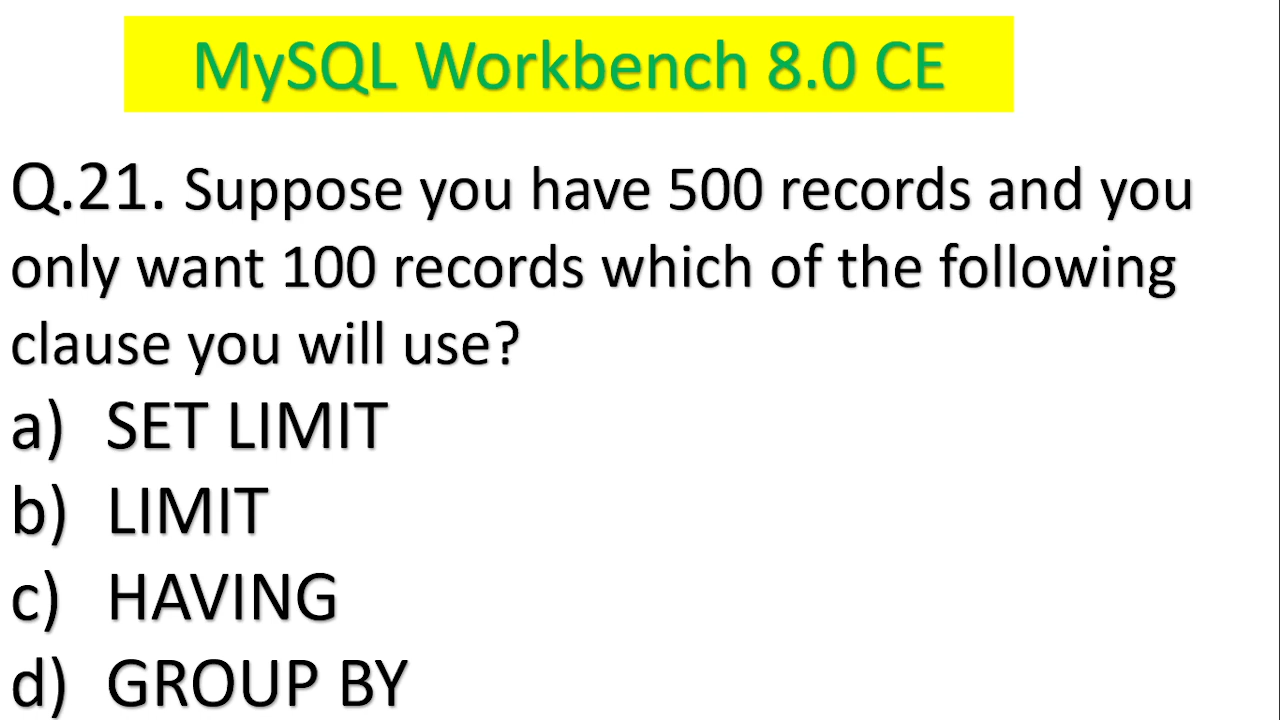 MySQL Workbench 8.0 CE
Q.21. Suppose you have 500 records and you
only want 100 records which of the following
clause you will use?
a) SET LIMIT
b) LIMIT
c) HAVING
d) GROUP BY